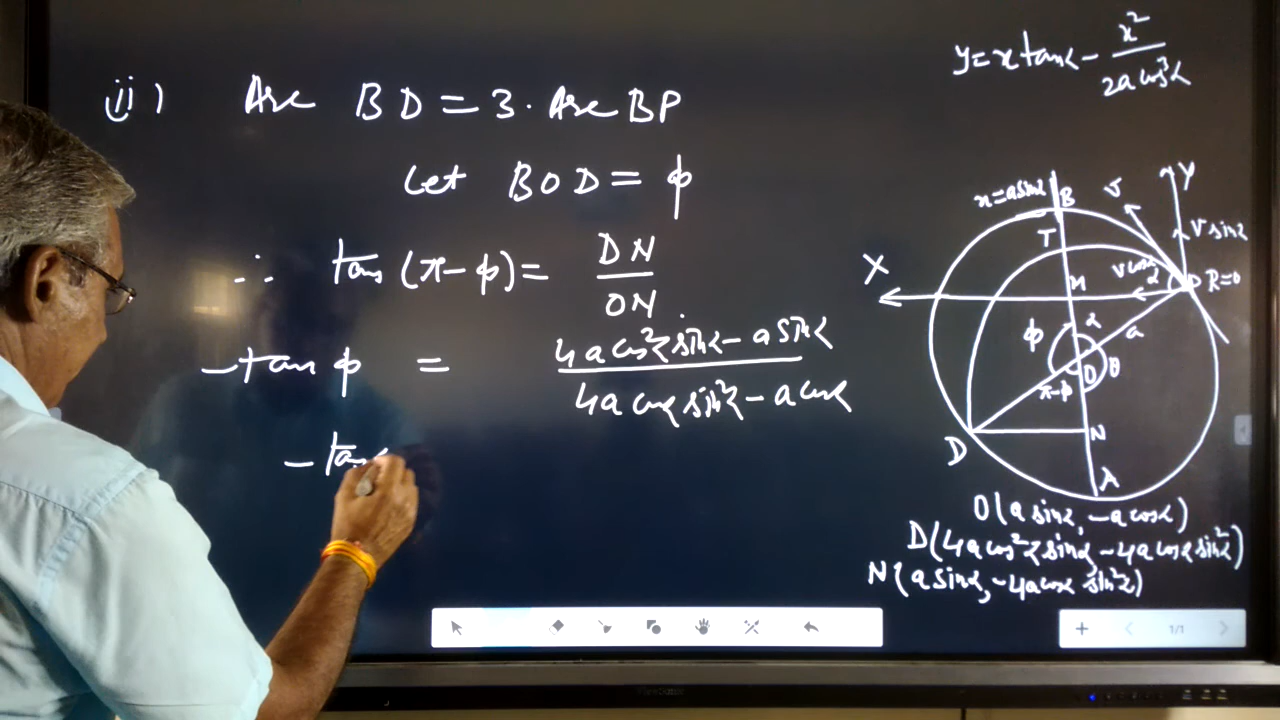 ii) Arc BD = 3. Arc BP
Let BOD = φ
∴ tan(π-φ) = DN / ON.
-tan φ = 4a cos²α sinα - a sinα / 4a cosα sin²α - a cosα
- tan
y = x tanα - x² / 2a cos³α
x = a sinα
B
v
Y
T
V sinα
X
V cosα
α
P
R=0
M
φ
α
a
O
θ
π-φ
D
N
A
O(a sinα, -a cosα)
D(4a cos²α sinα - 4a cosα sin²α)
N(a sinα, -4a cosα sin²α)
1/1
ViewSonic